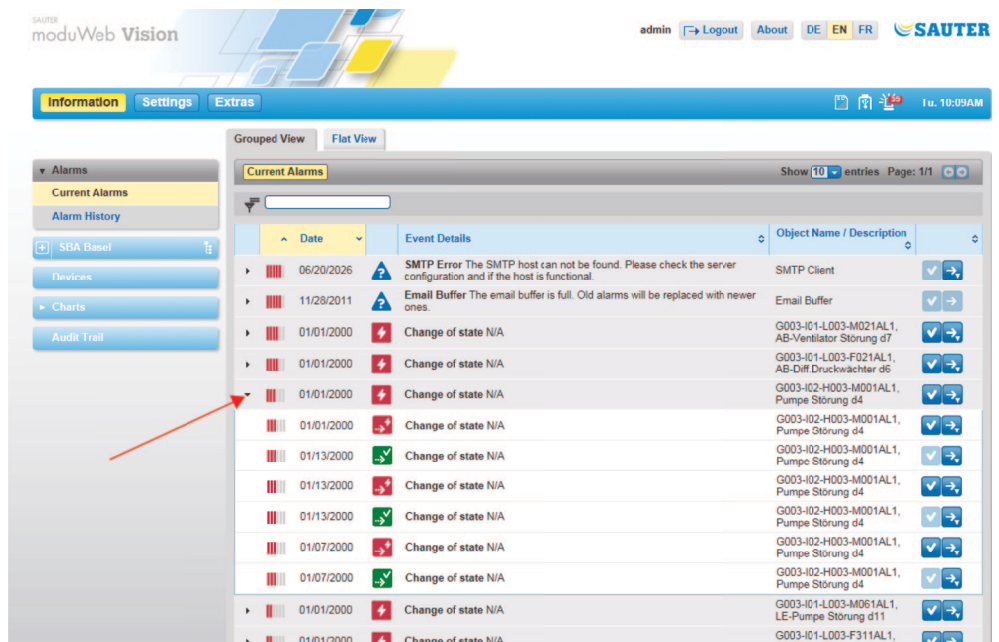 SAUTER
moduWeb Vision
admin Logout About DE EN FR SAUTER
Information Settings Extras Tu. 10:09AM
Grouped View Flat View
Alarms
Current Alarms
Alarm History
SBA Basel
Devices
Charts
Audit Trail
Current Alarms Show 10 entries Page: 1/1
Date Event Details Object Name / Description
06/20/2026 SMTP Error The SMTP host can not be found. Please check the server
configuration and if the host is functional. SMTP Client
11/28/2011 Email Buffer The email buffer is full. Old alarms will be replaced with newer
ones. Email Buffer
01/01/2000 Change of state N/A G003-I01-L003-M021AL1,
AB-Ventilator Störung d7
01/01/2000 Change of state N/A G003-I01-L003-F021AL1,
AB-Diff.Druckwächter d6
01/01/2000 Change of state N/A G003-I02-H003-M001AL1,
Pumpe Störung d4
01/01/2000 Change of state N/A G003-I02-H003-M001AL1,
Pumpe Störung d4
01/13/2000 Change of state N/A G003-I02-H003-M001AL1,
Pumpe Störung d4
01/13/2000 Change of state N/A G003-I02-H003-M001AL1,
Pumpe Störung d4
01/13/2000 Change of state N/A G003-I02-H003-M001AL1,
Pumpe Störung d4
01/07/2000 Change of state N/A G003-I02-H003-M001AL1,
Pumpe Störung d4
01/07/2000 Change of state N/A G003-I02-H003-M001AL1,
Pumpe Störung d4
01/01/2000 Change of state N/A G003-I01-L003-M061AL1,
LE-Pumpe Störung d11
01/01/2000 Change of state N/A G003-I01-L003-F311AL1,